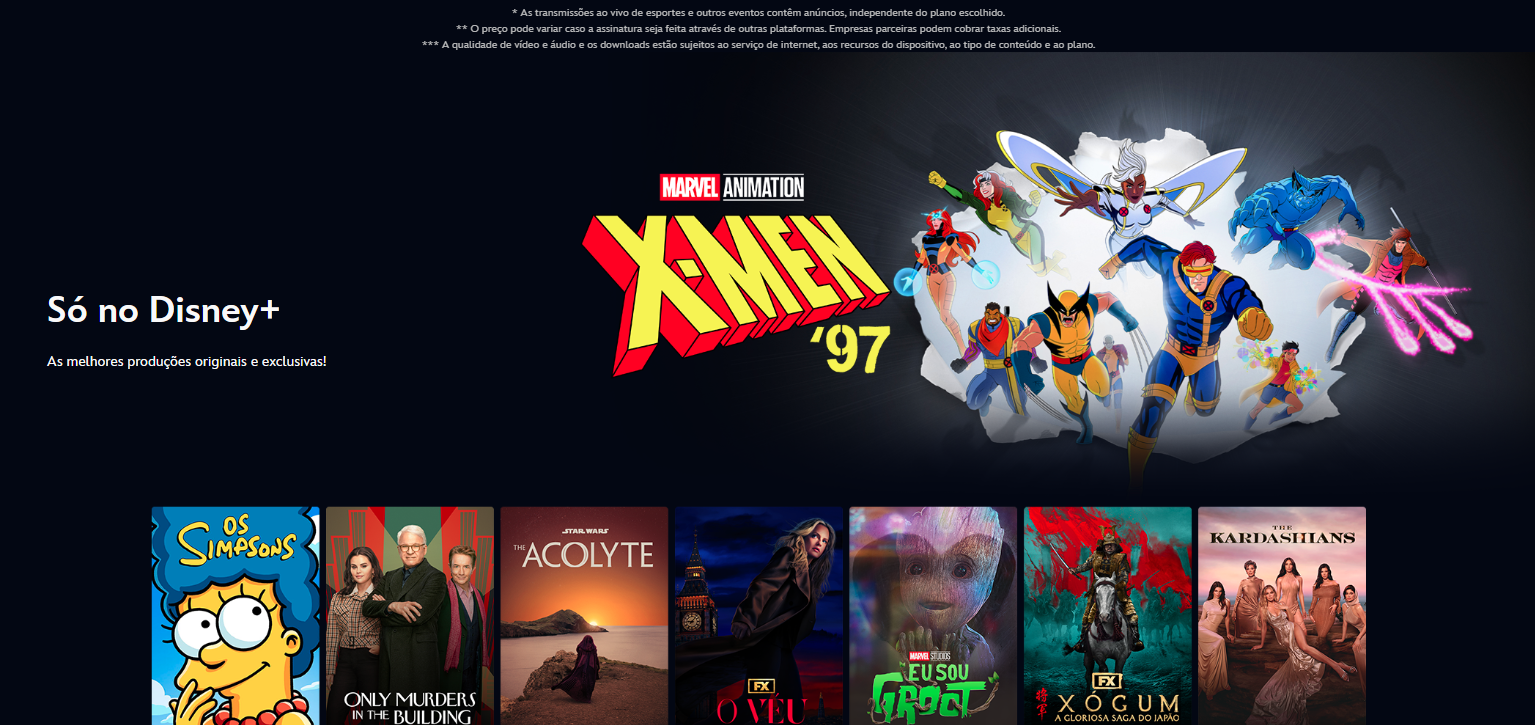 * As transmissões ao vivo de esportes e outros eventos contêm anúncios, independente do plano escolhido.
** O preço pode variar caso a assinatura seja feita através de outras plataformas. Empresas parceiras podem cobrar taxas adicionais.
*** A qualidade de vídeo e áudio e os downloads estão sujeitos ao serviço de internet, aos recursos do dispositivo, ao tipo de conteúdo e ao plano.
MARVEL ANIMATION
X-MEN
'97
Só no Disney+
As melhores produções originais e exclusivas!
OS
SIMPSONS
ONLY MURDERS
IN THE BUILDING
STAR WARS
THE ACOLYTE
FX
O VÉU
MARVEL STUDIOS
EU SOU
GROOT
FX
将軍
XÓGUM
A GLORIOSA SAGA DO JAPÃO
THE
KARDASHIANS